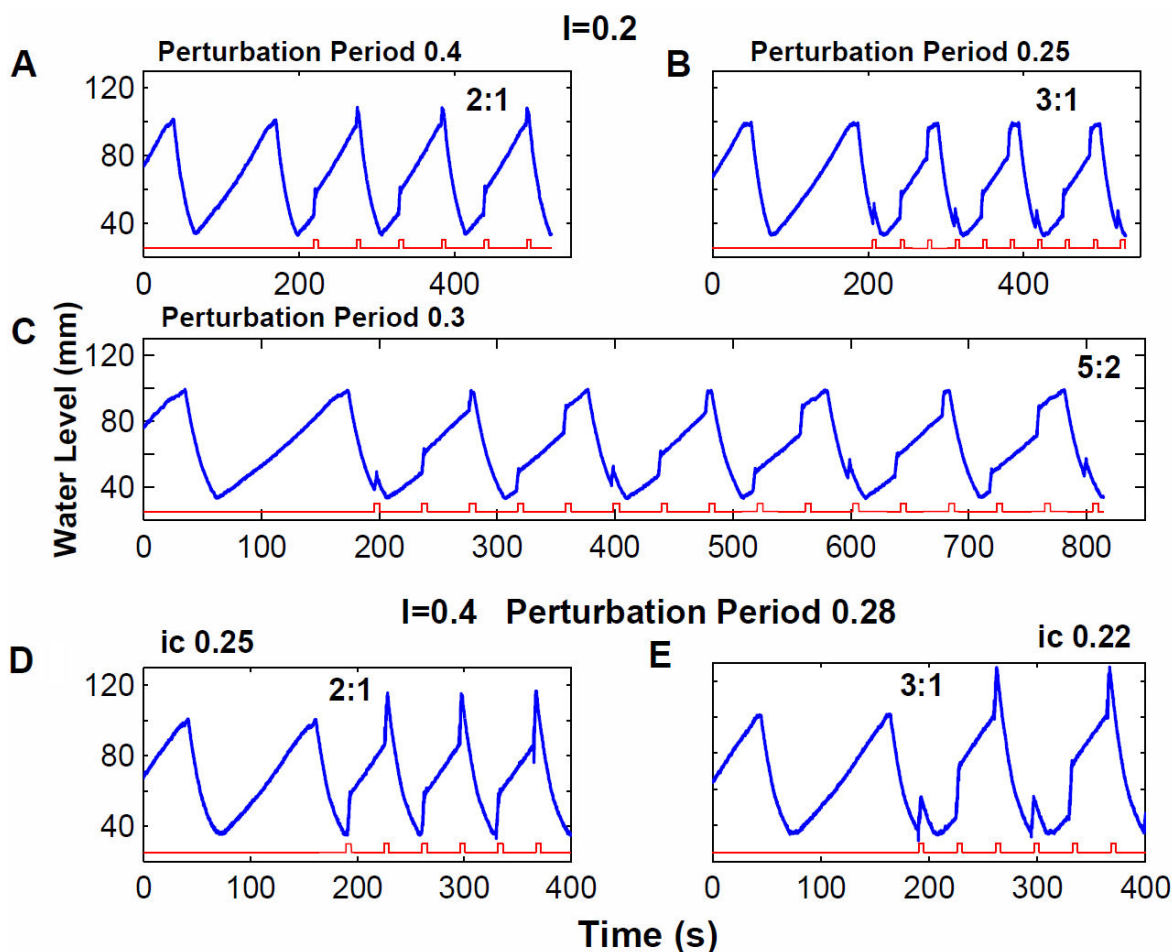 I=0.2
A Perturbation Period 0.4
2:1
120
80
40
0 200 400
B Perturbation Period 0.25
3:1
0 200 400
C Perturbation Period 0.3
5:2
120
80
40
0 100 200 300 400 500 600 700 800
Water Level (mm)
I=0.4 Perturbation Period 0.28
D ic 0.25
2:1
120
80
40
0 100 200 300 400
E ic 0.22
3:1
0 100 200 300 400
Time (s)